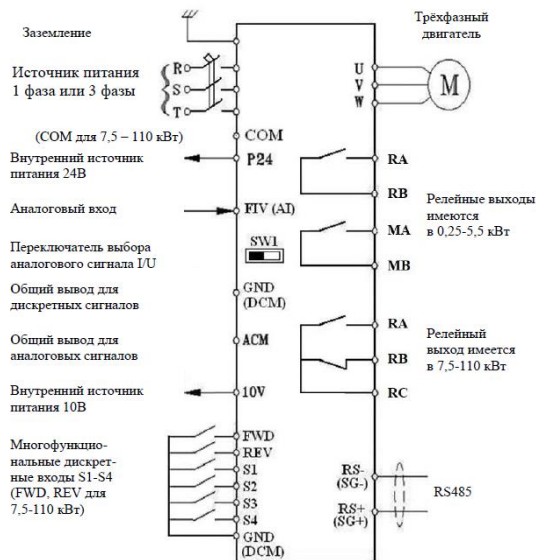 Заземление
Источник питания
1 фаза или 3 фазы
R
S
T
(COM для 7,5 – 110 кВт)
COM
Внутренний источник
питания 24В
P24
Аналоговый вход
FIV (AI)
Переключатель выбора
аналогового сигнала I/U
SW1
Общий вывод для
дискретных сигналов
GND
(DCM)
Общий вывод для
аналоговых сигналов
ACM
Внутренний источник
питания 10В
10V
Многофункцио-
нальные дискрет-
ные входы S1-S4
(FWD, REV для
7,5-110 кВт)
FWD
REV
S1
S2
S3
S4
GND
(DCM)
Трёхфазный
двигатель
U
V
W
M
RA
RB
MA
MB
Релейные выходы
имеются
в 0,25-5,5 кВт
RA
RB
RC
Релейный
выход имеется
в 7,5-110 кВт
RS-
(SG-)
RS+
(SG+)
RS485